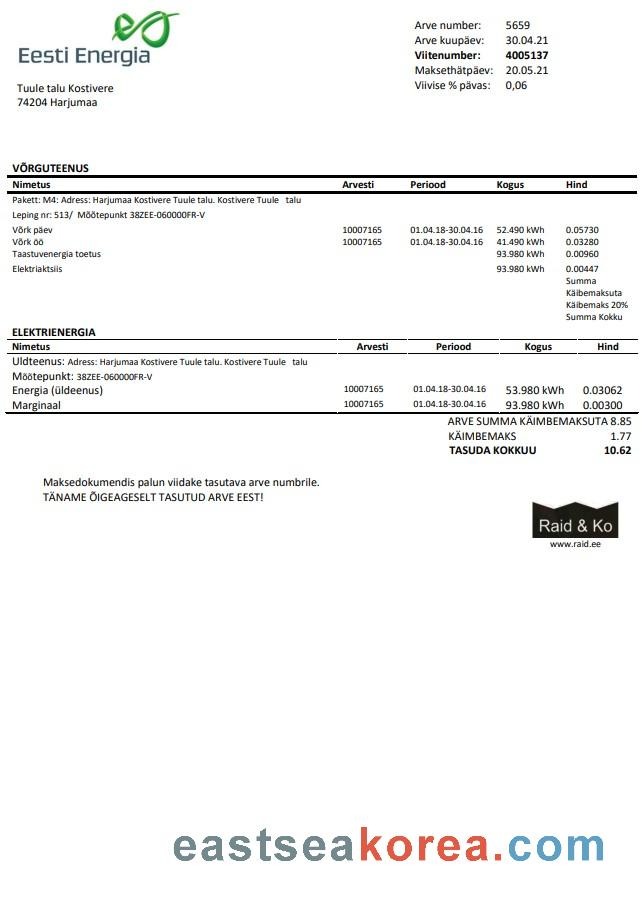 Eesti Energia
Tuule talu Kostivere
74204 Harjumaa
Arve number: 5659
Arve kuupäev: 30.04.21
Viitenumber: 4005137
Maksethätpäev: 20.05.21
Viivise % pävas: 0,06
VÕRGUTEENUS
Nimetus Arvesti Periood Kogus Hind
Pakett: M4: Adress: Harjumaa Kostivere Tuule talu. Kostivere Tuule talu
Leping nr: 513/ Mõõtepunkt 38ZEE-060000FR-V
Võrk päev 10007165 01.04.18-30.04.16 52.490 kWh 0.05730
Võrk öö 10007165 01.04.18-30.04.16 41.490 kWh 0.03280
Taastuvenergia toetus 93.980 kWh 0.00960
Elektriaktsiis 93.980 kWh 0.00447
Summa
Käibemaksuta
Käibemaks 20%
Summa Kokku
ELEKTRIENERGIA
Nimetus Arvesti Periood Kogus Hind
Uldteenus: Adress: Harjumaa Kostivere Tuule talu. Kostivere Tuule talu
Möötepunkt: 38ZEE-060000FR-V
Energia (üldeenus) 10007165 01.04.18-30.04.16 53.980 kWh 0.03062
Marginaal 10007165 01.04.18-30.04.16 93.980 kWh 0.00300
ARVE SUMMA KÄIMBEMAKSUTA 8.85
KÄIMBEMAKS 1.77
TASUDA KOKKUU 10.62
Maksedokumendis palun viidake tasutava arve numbrile.
TÄNAME ÕIGEAGESELT TASUTUD ARVE EEST!
Raid & Ko
www.raid.ee
eastseakorea.com